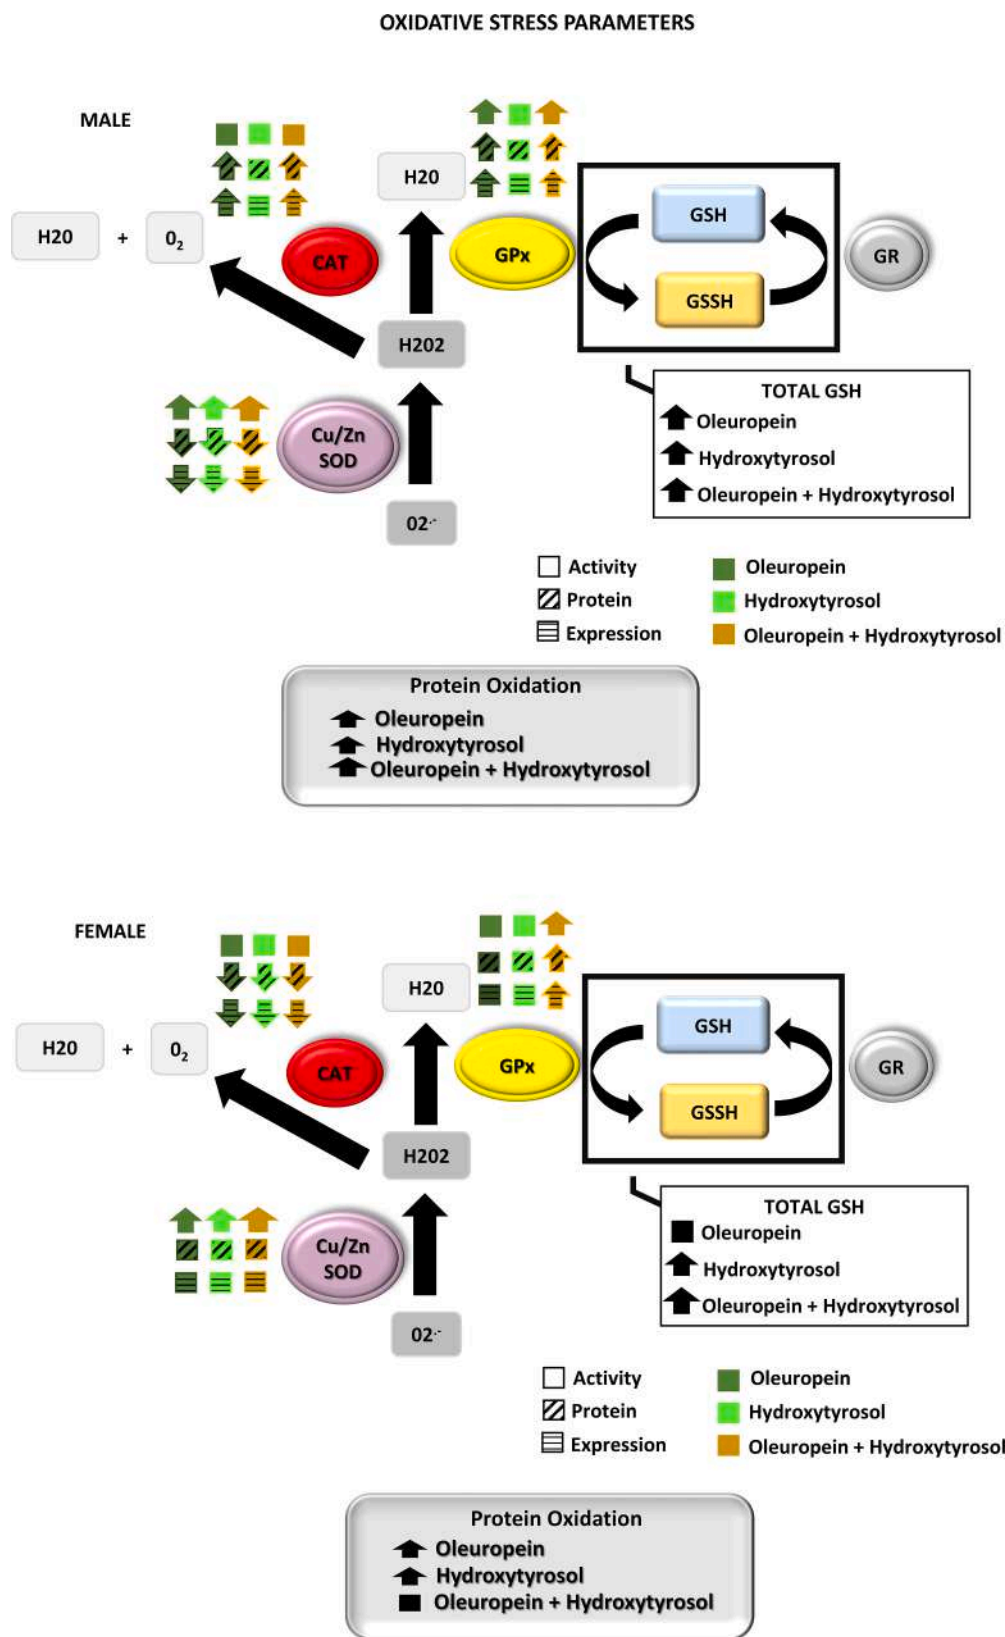 OXIDATIVE STRESS PARAMETERS
MALE
H20
H20 + 0₂
CAT
GPx
GSH
GSSH
GR
H202
Cu/Zn
SOD
02·-
TOTAL GSH
Oleuropein
Hydroxytyrosol
Oleuropein + Hydroxytyrosol
Activity
Protein
Expression
Oleuropein
Hydroxytyrosol
Oleuropein + Hydroxytyrosol
Protein Oxidation
Oleuropein
Hydroxytyrosol
Oleuropein + Hydroxytyrosol
FEMALE
H20
H20 + 0₂
CAT
GPx
GSH
GSSH
GR
H202
Cu/Zn
SOD
02·-
TOTAL GSH
Oleuropein
Hydroxytyrosol
Oleuropein + Hydroxytyrosol
Activity
Protein
Expression
Oleuropein
Hydroxytyrosol
Oleuropein + Hydroxytyrosol
Protein Oxidation
Oleuropein
Hydroxytyrosol
Oleuropein + Hydroxytyrosol